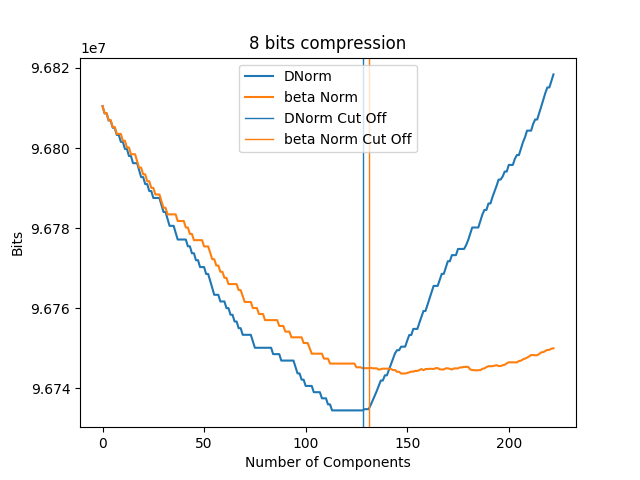 8 bits compression
1e7
9.682
9.680
9.678
9.676
9.674
Bits
DNorm
beta Norm
DNorm Cut Off
beta Norm Cut Off
0 50 100 150 200
Number of Components